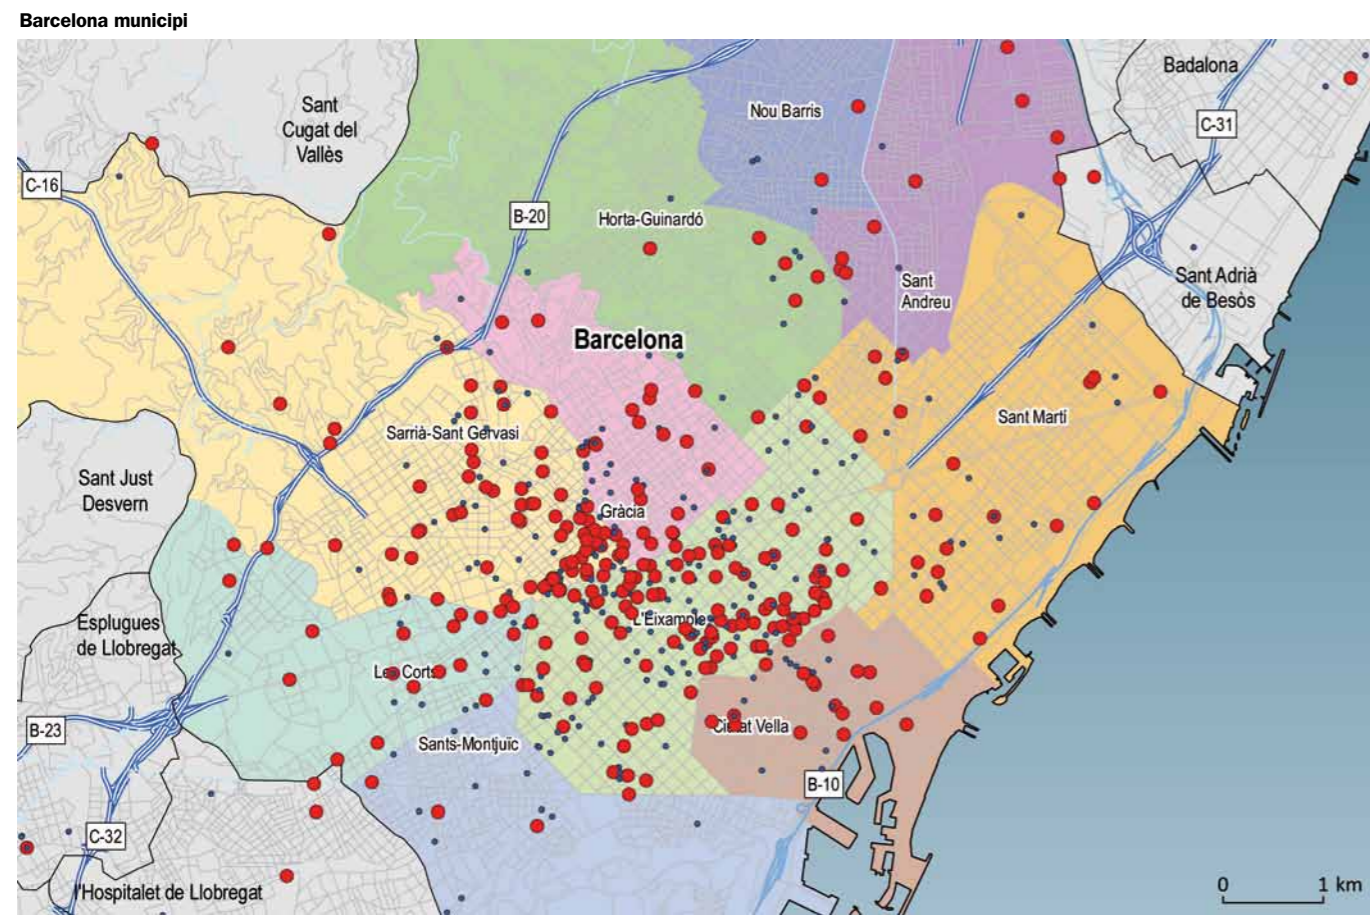 Barcelona municipi
Badalona
Sant
Cugat del
Vallès
Nou Barris
C-31
C-16
B-20
Horta-Guinardó
Sant
Andreu
Sant Adrià
de Besòs
Barcelona
Sant Martí
Sarrià-Sant Gervasi
Sant Just
Desvern
Gràcia
L'Eixample
Esplugues
de Llobregat
Les Corts
B-23
Sants-Montjuïc
Ciutat Vella
B-10
C-32
l'Hospitalet de Llobregat
0 1 km